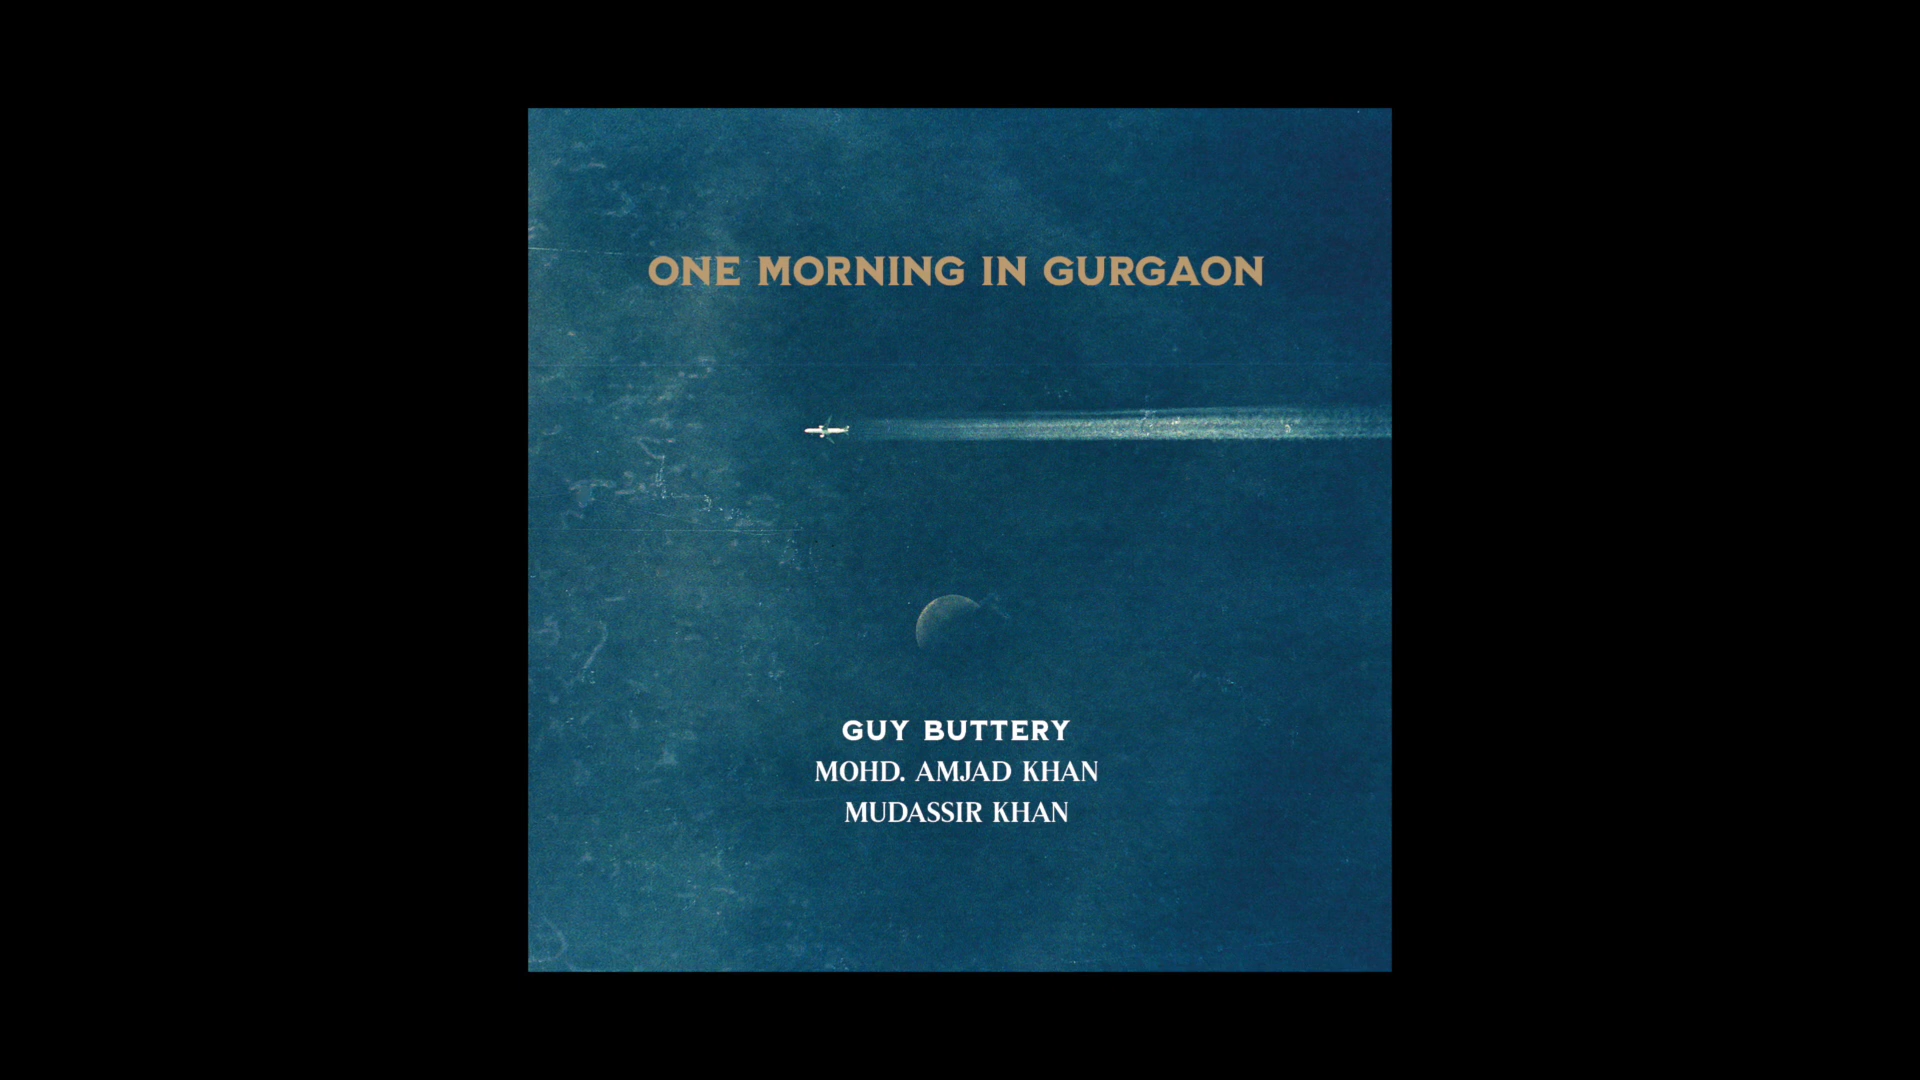 ONE MORNING IN GURGAON
GUY BUTTERY
MOHD. AMJAD KHAN
MUDASSIR KHAN